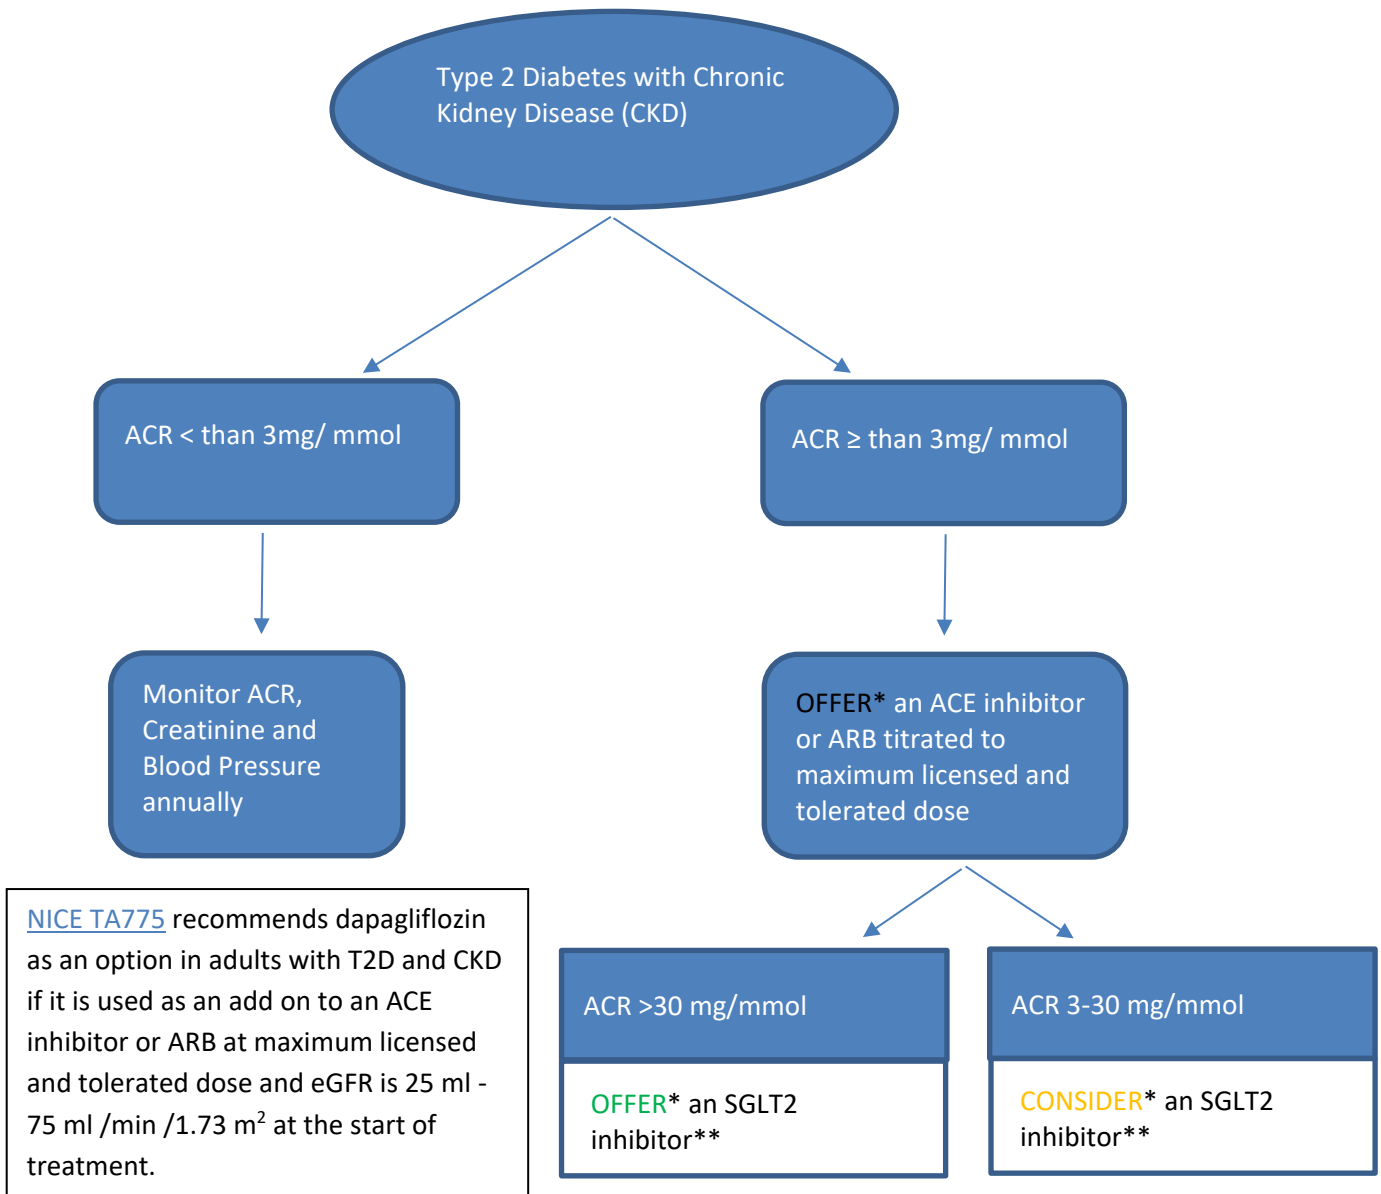 Type 2 Diabetes with Chronic
Kidney Disease (CKD)
ACR < than 3mg/ mmol
ACR ≥ than 3mg/ mmol
Monitor ACR,
Creatinine and
Blood Pressure
annually
OFFER* an ACE inhibitor
or ARB titrated to
maximum licensed and
tolerated dose
NICE TA775 recommends dapagliflozin
as an option in adults with T2D and CKD
if it is used as an add on to an ACE
inhibitor or ARB at maximum licensed
and tolerated dose and eGFR is 25 ml -
75 ml /min /1.73 m² at the start of
treatment.
ACR >30 mg/mmol
OFFER* an SGLT2
inhibitor**
ACR 3-30 mg/mmol
CONSIDER* an SGLT2
inhibitor**